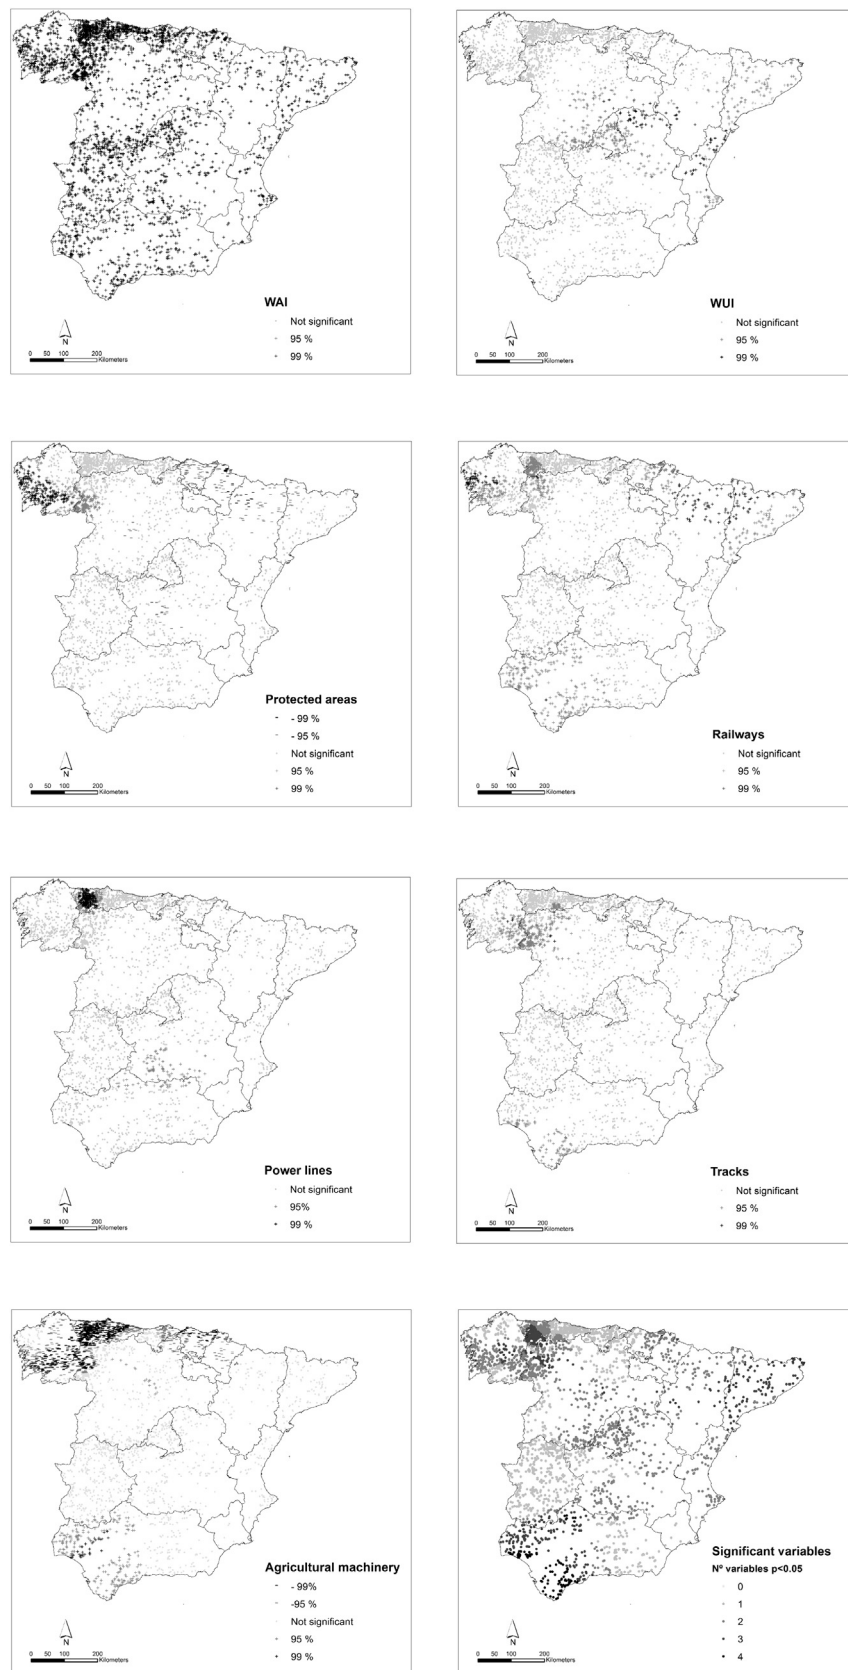 WAI
Not significant
95 %
99 %
N
0 50 100 200
Kilometers
WUI
Not significant
95 %
99 %
N
0 50 100 200
Kilometers
Protected areas
- 99 %
- 95 %
Not significant
95 %
99 %
N
0 50 100 200
Kilometers
Railways
Not significant
95 %
99 %
N
0 50 100 200
Kilometers
Power lines
Not significant
95%
99 %
N
0 50 100 200
Kilometers
Tracks
Not significant
95 %
99 %
N
0 50 100 200
Kilometers
Agricultural machinery
- 99%
-95 %
Not significant
95 %
99 %
N
0 50 100 200
Kilometers
Significant variables
Nº variables p<0.05
0
1
2
3
4
N
0 50 100 200
Kilometers